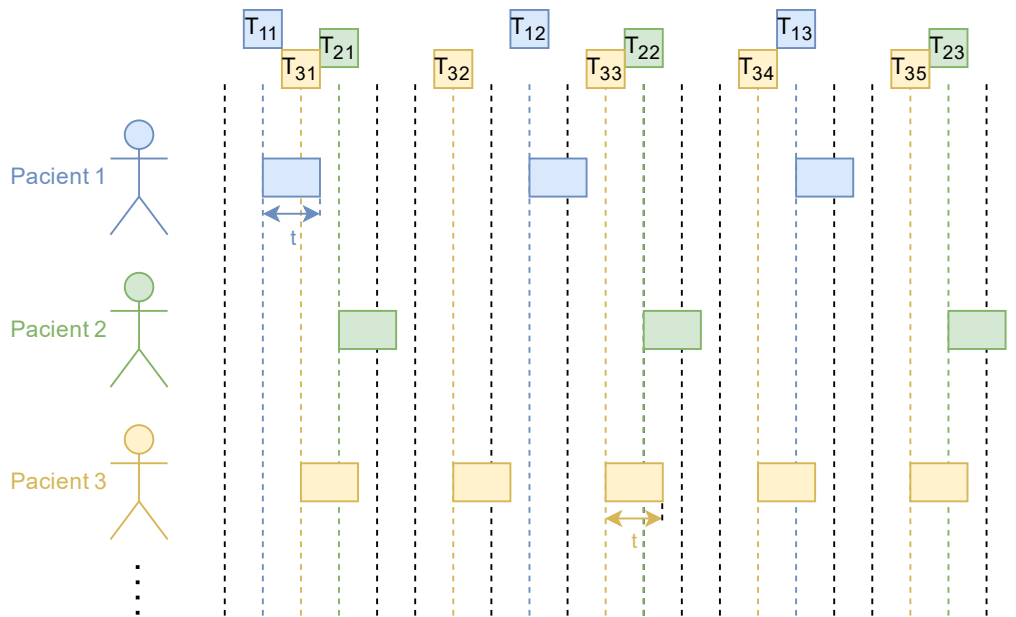 T11
T12
T13
T21
T22
T23
T31
T32
T33
T34
T35
Pacient 1
t
Pacient 2
Pacient 3
t